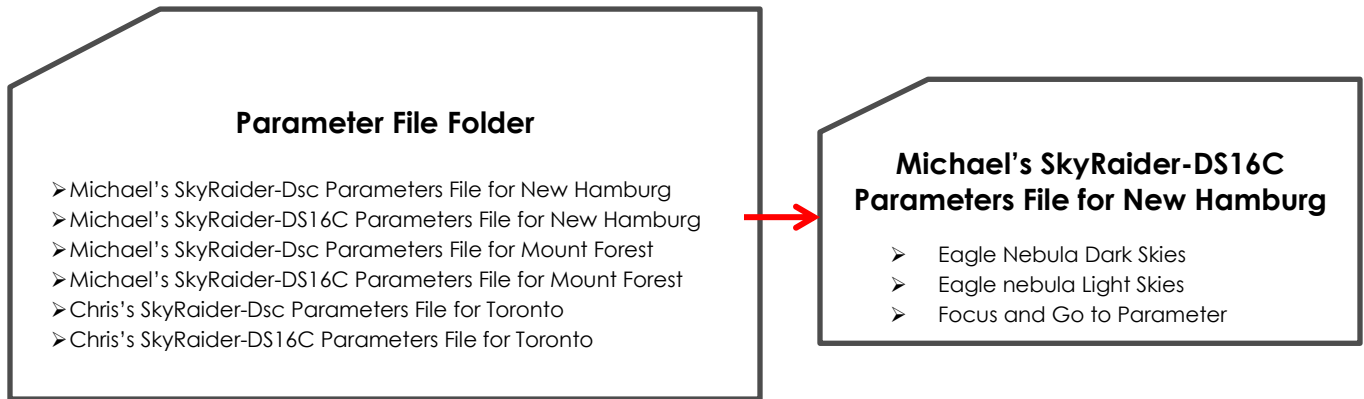 Parameter File Folder
➢Michael’s SkyRaider-Dsc Parameters File for New Hamburg
➢Michael’s SkyRaider-DS16C Parameters File for New Hamburg
➢Michael’s SkyRaider-Dsc Parameters File for Mount Forest
➢Michael’s SkyRaider-DS16C Parameters File for Mount Forest
➢Chris’s SkyRaider-Dsc Parameters File for Toronto
➢Chris’s SkyRaider-DS16C Parameters File for Toronto
Michael’s SkyRaider-DS16C
Parameters File for New Hamburg
➢ Eagle Nebula Dark Skies
➢ Eagle nebula Light Skies
➢ Focus and Go to Parameter